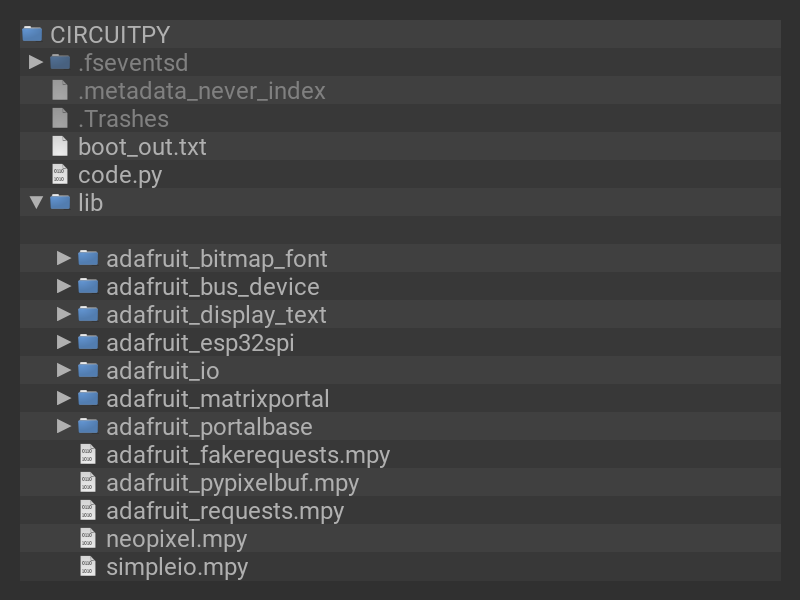 CIRCUITPY
.fseventsd
.metadata_never_index
.Trashes
boot_out.txt
code.py
lib
adafruit_bitmap_font
adafruit_bus_device
adafruit_display_text
adafruit_esp32spi
adafruit_io
adafruit_matrixportal
adafruit_portalbase
adafruit_fakerequests.mpy
adafruit_pypixelbuf.mpy
adafruit_requests.mpy
neopixel.mpy
simpleio.mpy